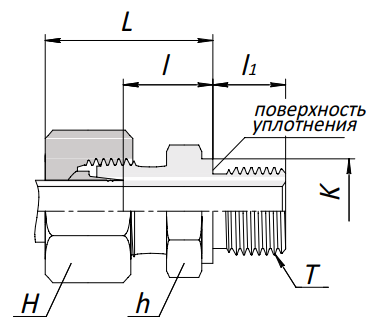 L
l l1
поверхность
уплотнения
K
H h T